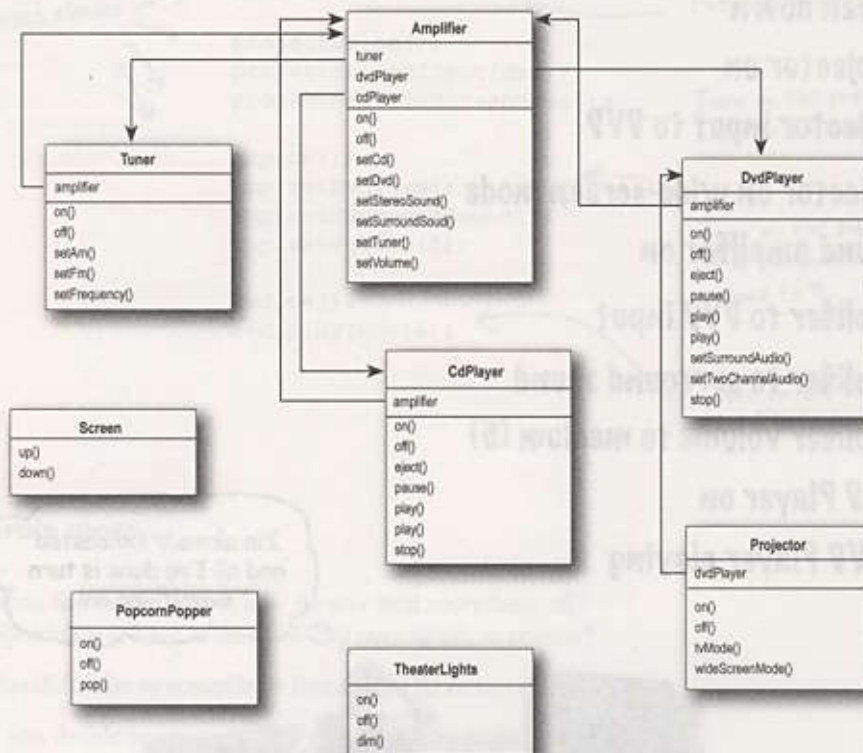 Amplifier
tuner
dvdPlayer
cdPlayer
on()
off()
setCd()
setDvd()
setStereoSound()
setSurroundSoud()
setTuner()
setVolume()
Tuner
amplifier
on()
off()
setAm()
setFm()
setFrequency()
DvdPlayer
amplifier
on()
off()
eject()
pause()
play()
play()
setSurroundAudio()
setTwoChannelAudio()
stop()
CdPlayer
amplifier
on()
off()
eject()
pause()
play()
play()
stop()
Screen
up()
down()
Projector
dvdPlayer
on()
off()
tvMode()
wideScreenMode()
PopcornPopper
on()
off()
pop()
TheaterLights
on()
off()
dim()